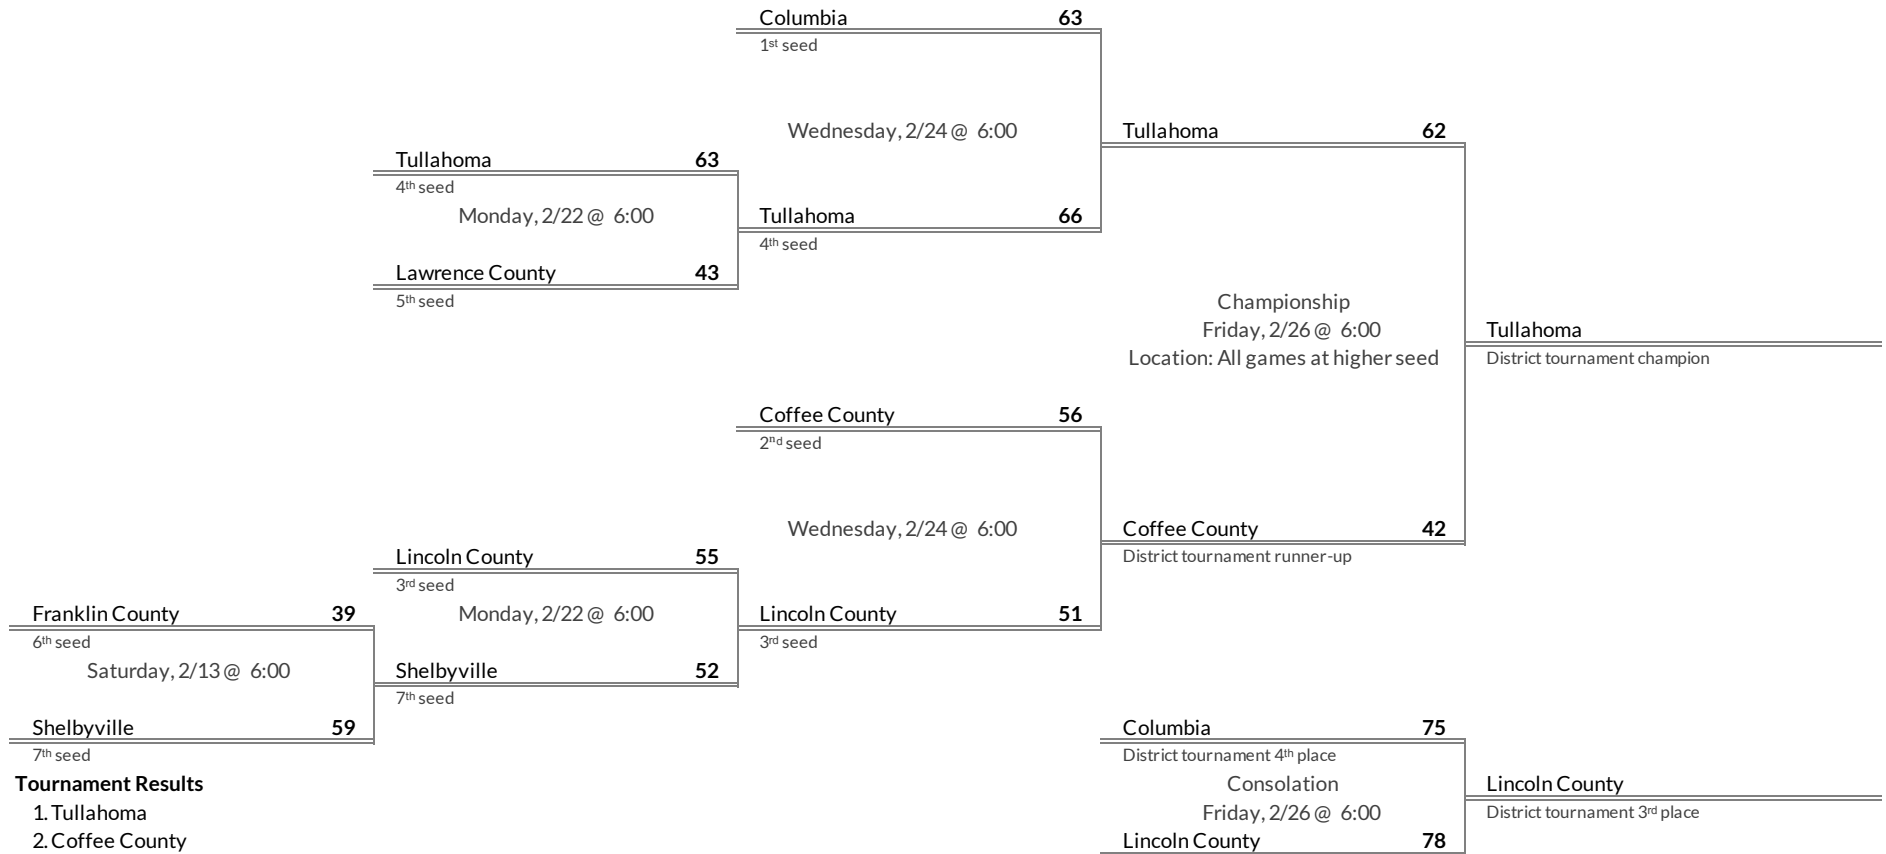 Columbia 63
1st seed
Wednesday, 2/24 @ 6:00
Tullahoma 62
Tullahoma 63
4th seed
Monday, 2/22 @ 6:00
Tullahoma 66
4th seed
Lawrence County 43
5th seed
Championship
Friday, 2/26 @ 6:00
Location: All games at higher seed
Tullahoma
District tournament champion
Coffee County 56
2nd seed
Wednesday, 2/24 @ 6:00
Coffee County 42
District tournament runner-up
Lincoln County 55
3rd seed
Monday, 2/22 @ 6:00
Lincoln County 51
3rd seed
Franklin County 39
6th seed
Saturday, 2/13 @ 6:00
Shelbyville 52
7th seed
Shelbyville 59
7th seed
Columbia 75
District tournament 4th place
Consolation
Friday, 2/26 @ 6:00
Lincoln County 78
Lincoln County
District tournament 3rd place
Tournament Results
1. Tullahoma
2. Coffee County